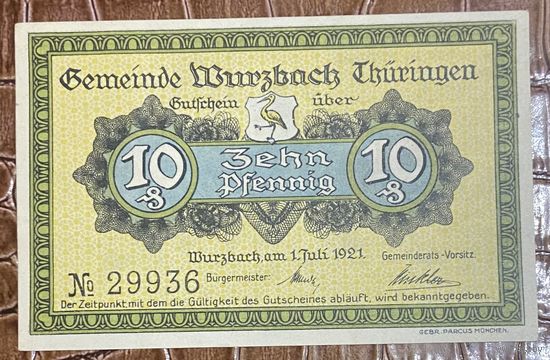 Gemeinde Wurzbach Thüringen
Gutschein über
10 Zehn 10
₰ Pfennig ₰
Wurzbach, am 1. Juli 1921. Gemeinderats-Vorsitz.
№ 29936 Bürgermeister:
Der Zeitpunkt mit dem die Gültigkeit des Gutscheines abläuft, wird bekanntgegeben.
GEBR. PARCUS MÜNCHEN.